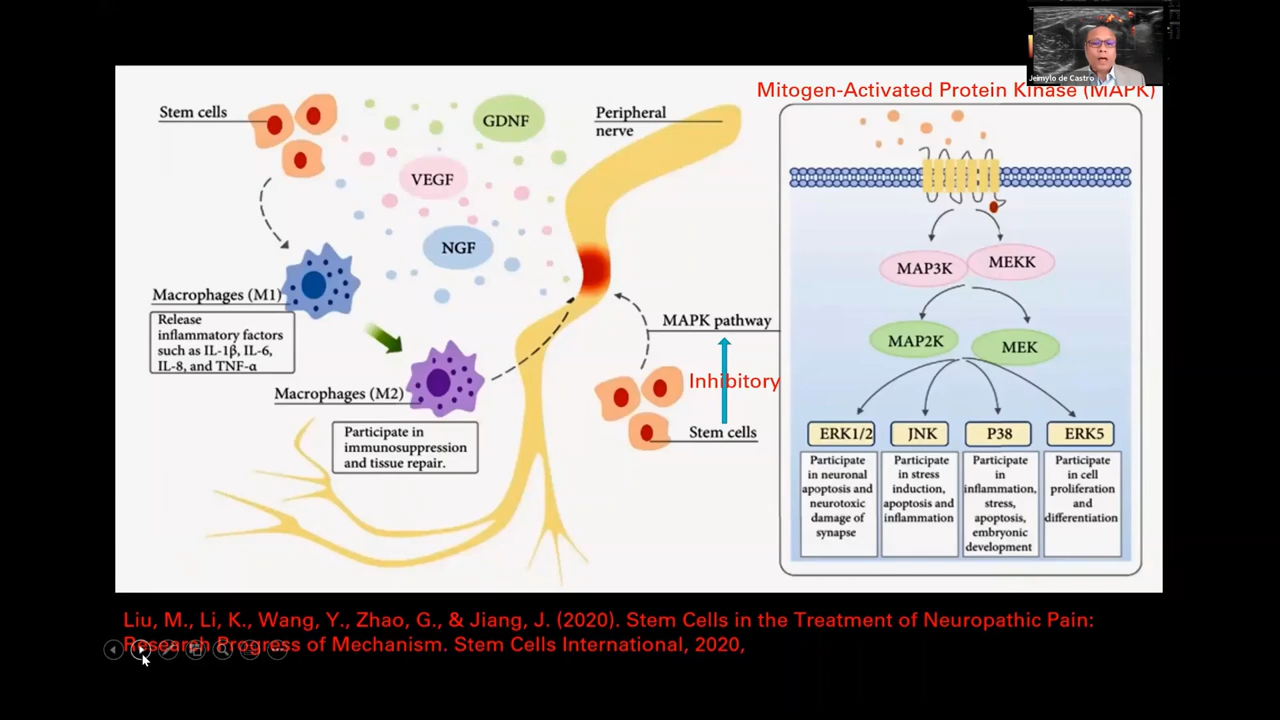 Jeimylo de Castro
Mitogen-Activated Protein Kinase (MAPK)
Stem cells
GDNF
Peripheral
nerve
VEGF
NGF
Macrophages (M1)
Release
inflammatory factors
such as IL-1β, IL-6,
IL-8, and TNF-α
Macrophages (M2)
Participate in
immunosuppression
and tissue repair.
MAPK pathway
Inhibitory
Stem cells
MAP3K
MEKK
MAP2K
MEK
ERK1/2
JNK
P38
ERK5
Participate
in neuronal
apoptosis and
neurotoxic
damage of
synapse
Participate
in stress
induction,
apoptosis and
inflammation
Participate
in
inflammation,
stress,
apoptosis,
embryonic
development
Participate
in cell
proliferation
and
differentiation
Liu, M., Li, K., Wang, Y., Zhao, G., & Jiang, J. (2020). Stem Cells in the Treatment of Neuropathic Pain:
Research Progress of Mechanism. Stem Cells International, 2020,